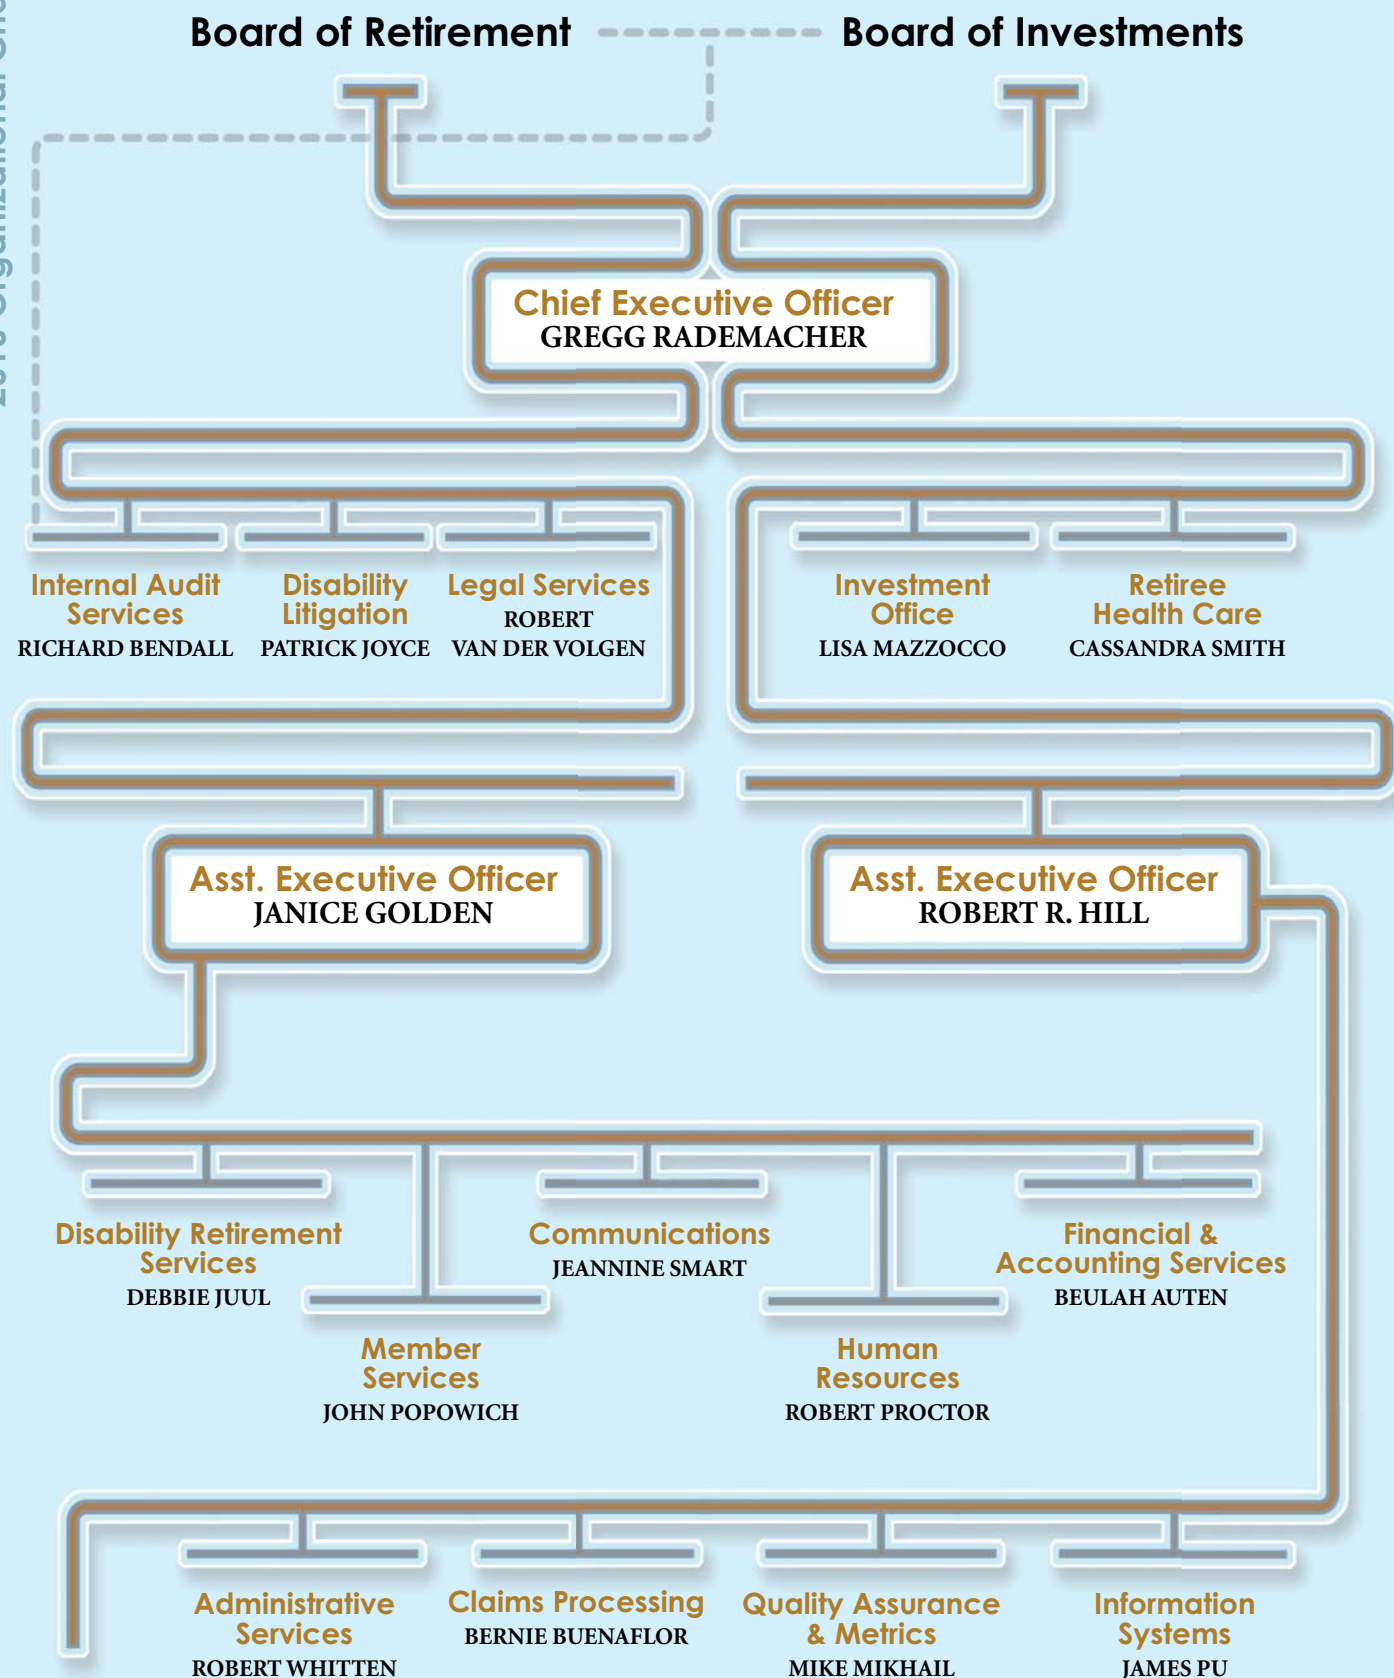 Organizational
Board of Retirement
Board of Investments
Chief Executive Officer
GREGG RADEMACHER
Internal Audit
Services
RICHARD BENDALL
Disability
Litigation
PATRICK JOYCE
Legal Services
ROBERT
VAN DER VOLGEN
Investment
Office
LISA MAZZOCCO
Retiree
Health Care
CASSANDRA SMITH
Asst. Executive Officer
JANICE GOLDEN
Asst. Executive Officer
ROBERT R. HILL
Disability Retirement
Services
DEBBIE JUUL
Member
Services
JOHN POPOWICH
Communications
JEANNINE SMART
Human
Resources
ROBERT PROCTOR
Financial &
Accounting Services
BEULAH AUTEN
Administrative
Services
ROBERT WHITTEN
Claims Processing
BERNIE BUENAFLOR
Quality Assurance
& Metrics
MIKE MIKHAIL
Information
Systems
JAMES PU